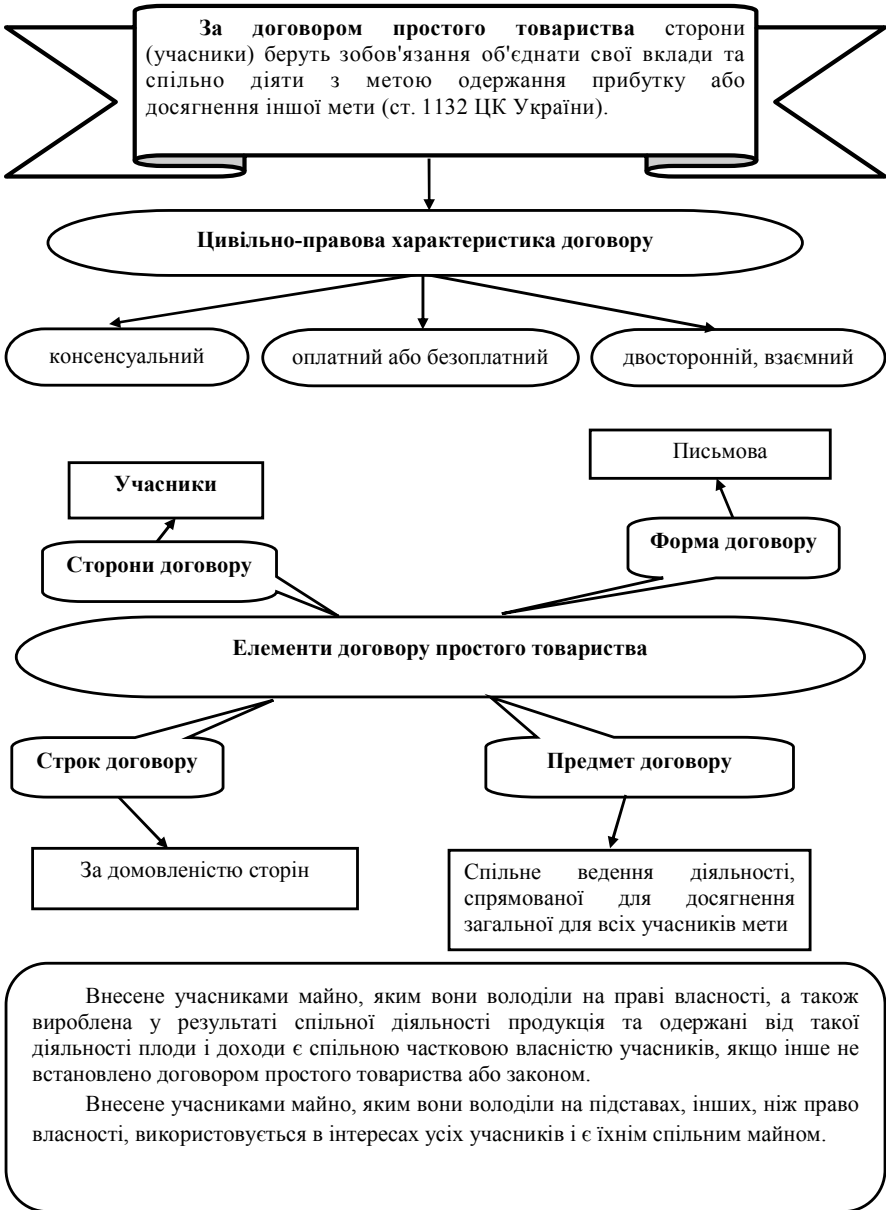 За договором простого товариства сторони
(учасники) беруть зобов'язання об'єднати свої вклади та
спільно діяти з метою одержання прибутку або
досягнення іншої мети (ст. 1132 ЦК України).
Цивільно-правова характеристика договору
консенсуальний
оплатний або безоплатний
двосторонній, взаємний
Письмова
Учасники
Форма договору
Сторони договору
Елементи договору простого товариства
Строк договору
Предмет договору
За домовленістю сторін
Спільне ведення діяльності,
спрямованої для досягнення
загальної для всіх учасників мети
Внесене учасниками майно, яким вони володіли на праві власності, а також
вироблена у результаті спільної діяльності продукція та одержані від такої
діяльності плоди і доходи є спільною частковою власністю учасників, якщо інше не
встановлено договором простого товариства або законом.
Внесене учасниками майно, яким вони володіли на підставах, інших, ніж право
власності, використовується в інтересах усіх учасників і є їхнім спільним майном.